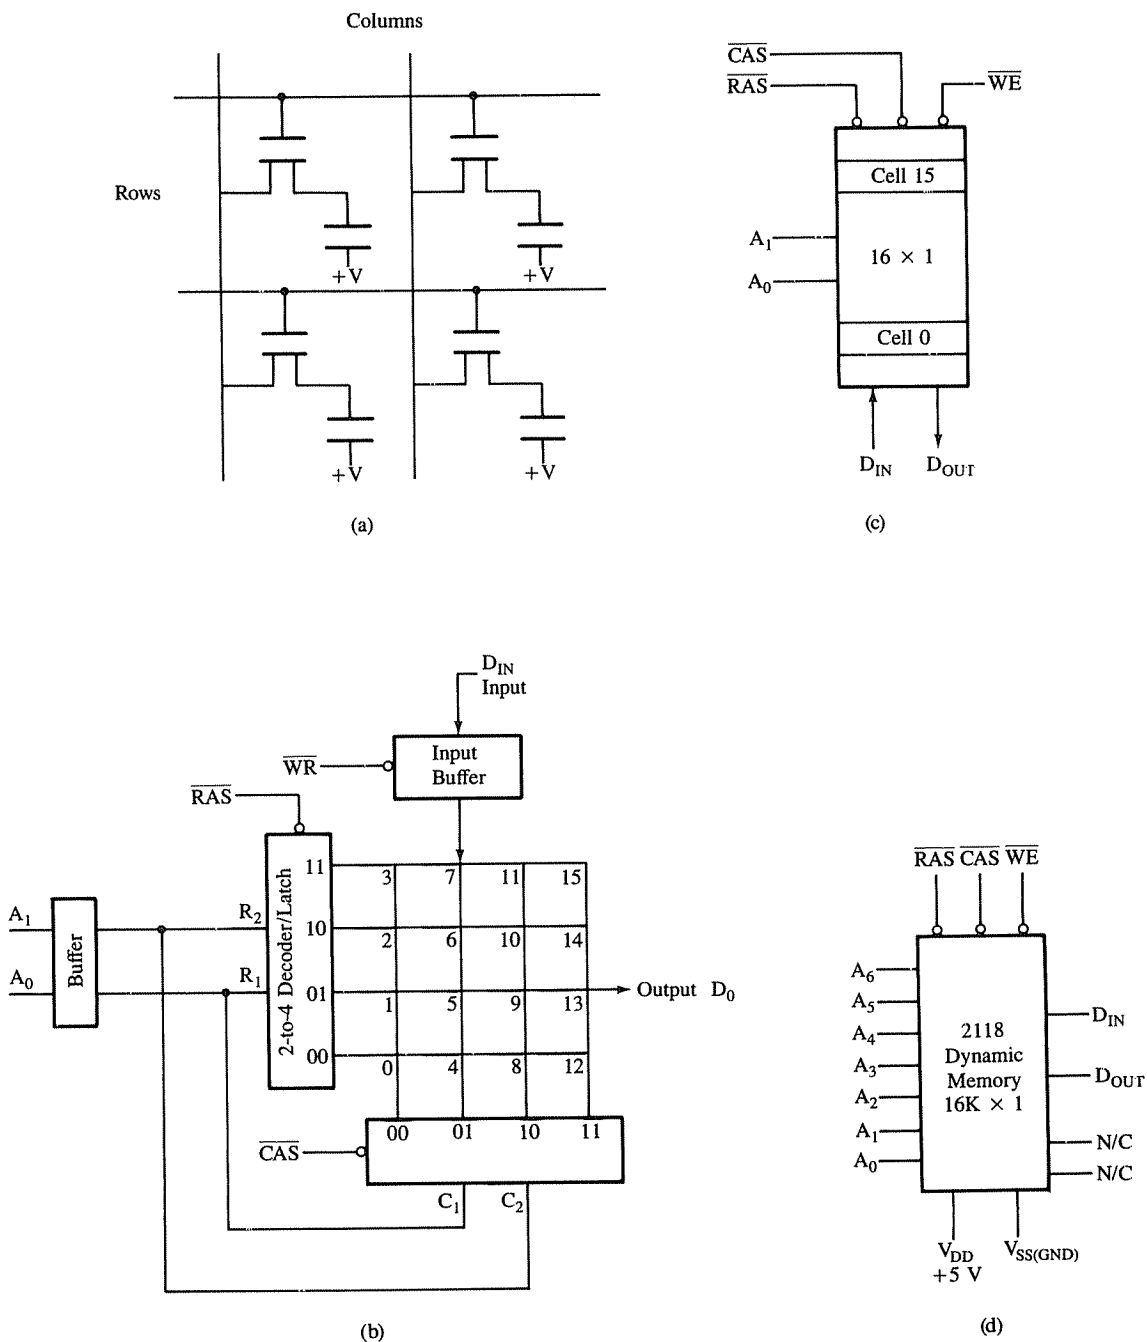 Columns
Rows
+V
+V
+V
+V
(a)
CAS
RAS
WE
Cell 15
A1
16 × 1
A0
Cell 0
DIN
DOUT
(c)
DIN
Input
WR
Input
Buffer
RAS
A1
A0
Buffer
R2
R1
2-to-4 Decoder/Latch
11
10
01
00
3 7 11 15
2 6 10 14
1 5 9 13
0 4 8 12
Output D0
CAS
00 01 10 11
C1 C2
(b)
RAS CAS WE
A6
A5
A4
A3
A2
A1
A0
2118
Dynamic
Memory
16K × 1
DIN
DOUT
N/C
N/C
VDD
+5 V
VSS(GND)
(d)